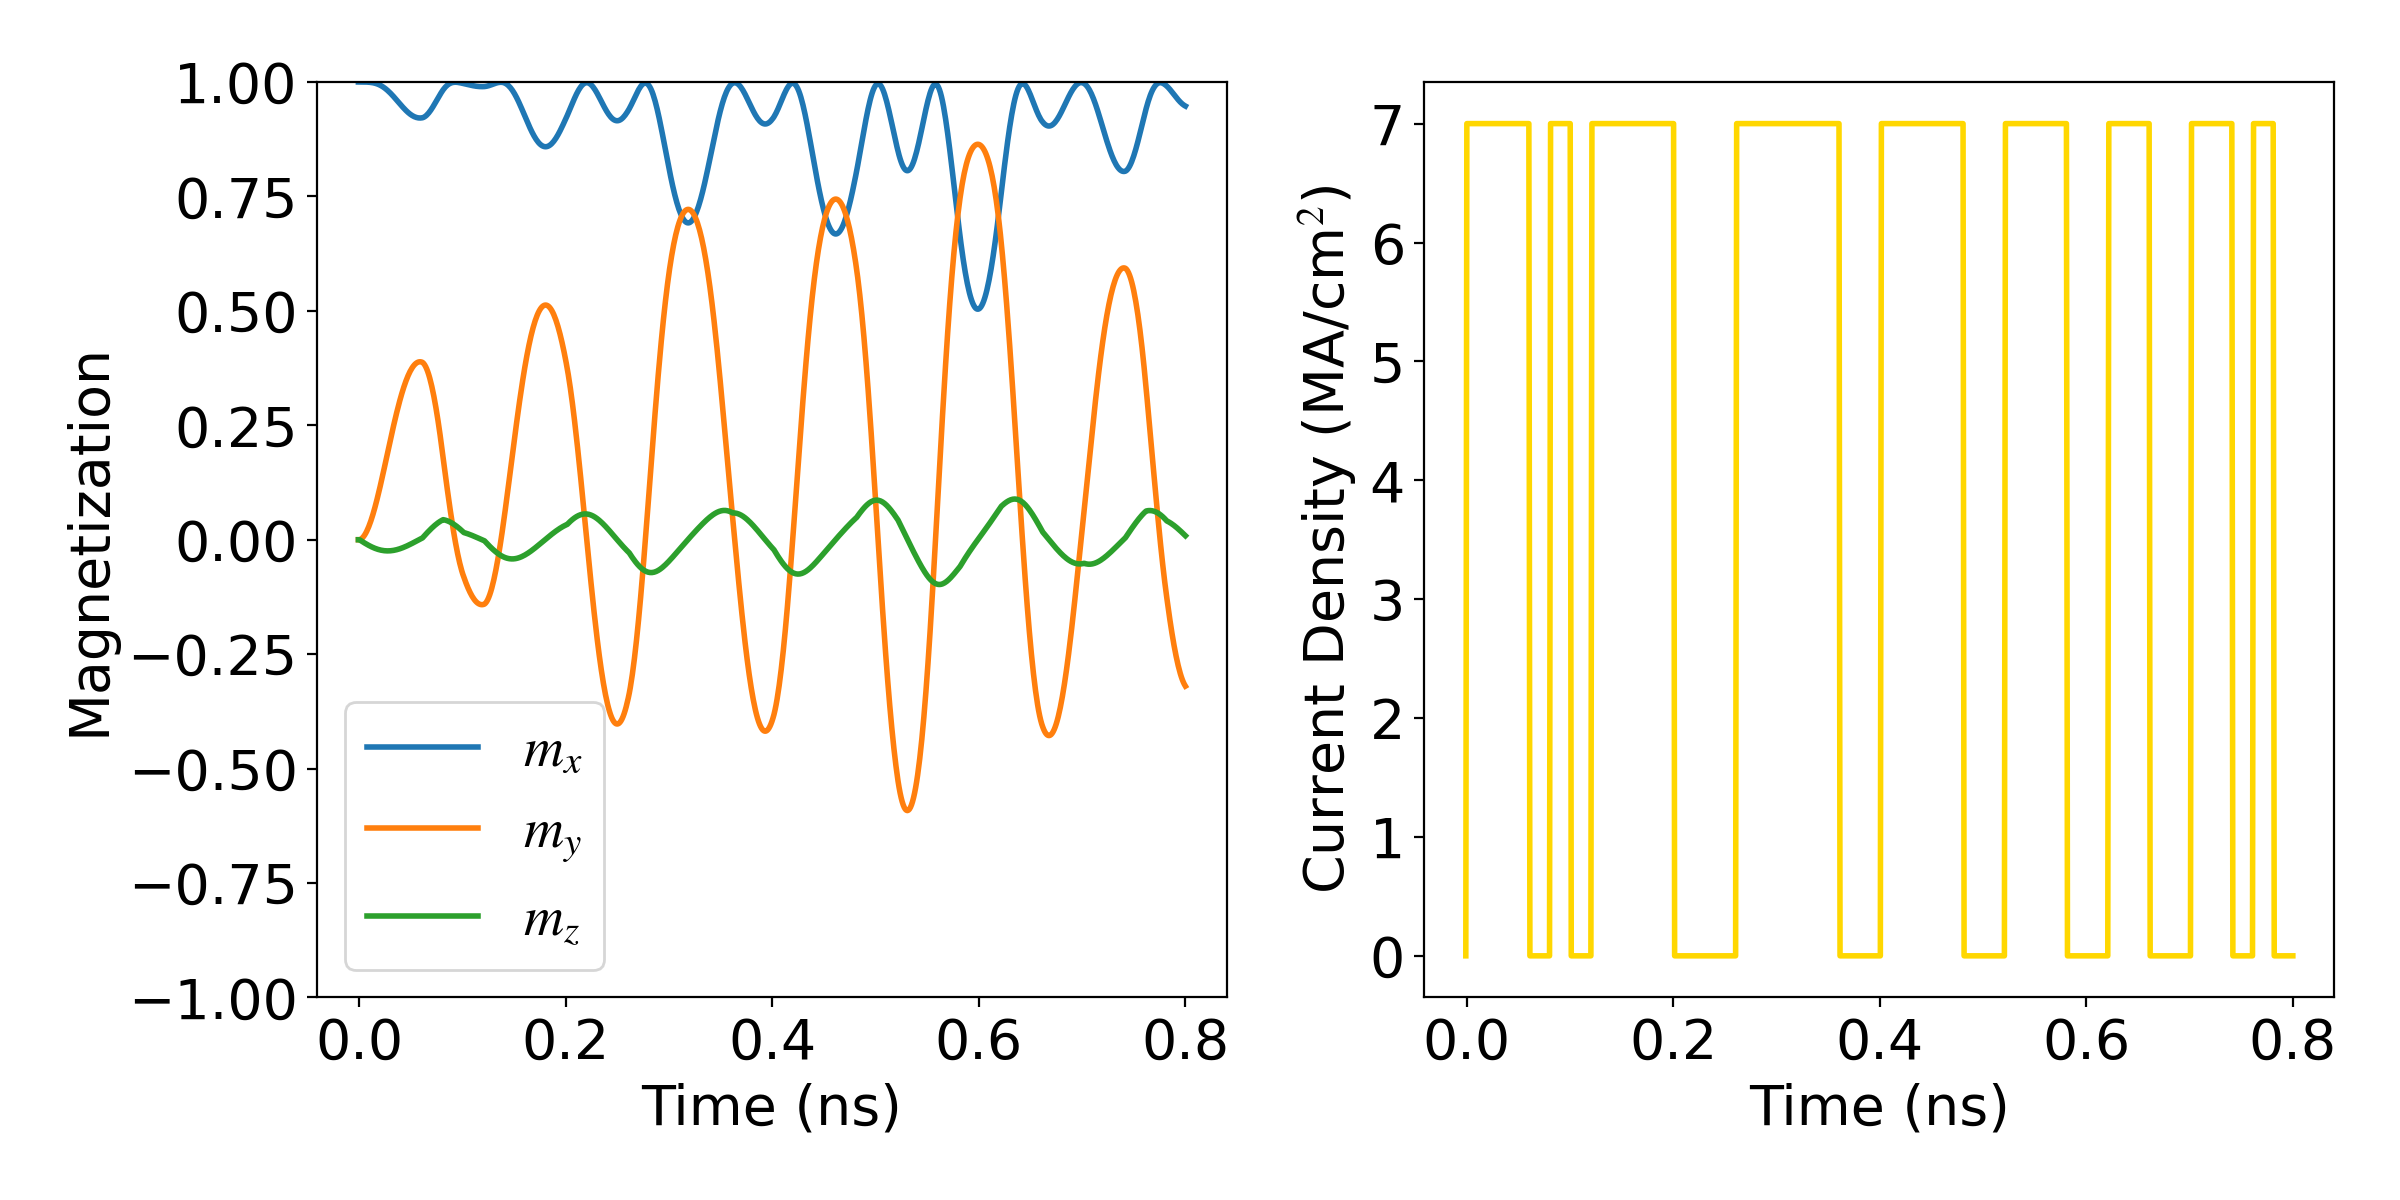 1.00
0.75
0.50
0.25
0.00
−0.25
−0.50
−0.75
−1.00
Magnetization
m_x
m_y
m_z
0.0 0.2 0.4 0.6 0.8
Time (ns)
7
6
5
4
3
2
1
0
Current Density (MA/cm²)
0.0 0.2 0.4 0.6 0.8
Time (ns)